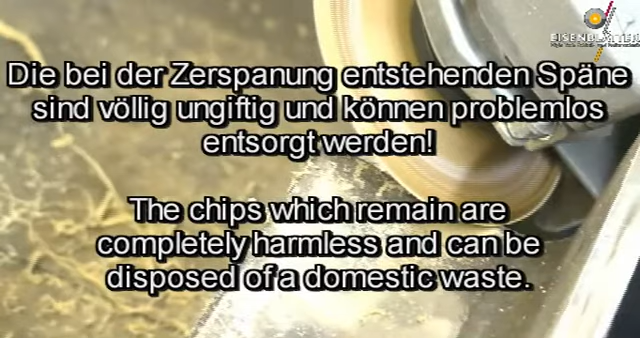 EISENBLÄTTER
Die bei der Zerspanung entstehenden Späne
sind völlig ungiftig und können problemlos
entsorgt werden!
The chips which remain are
completely harmless and can be
disposed of a domestic waste.